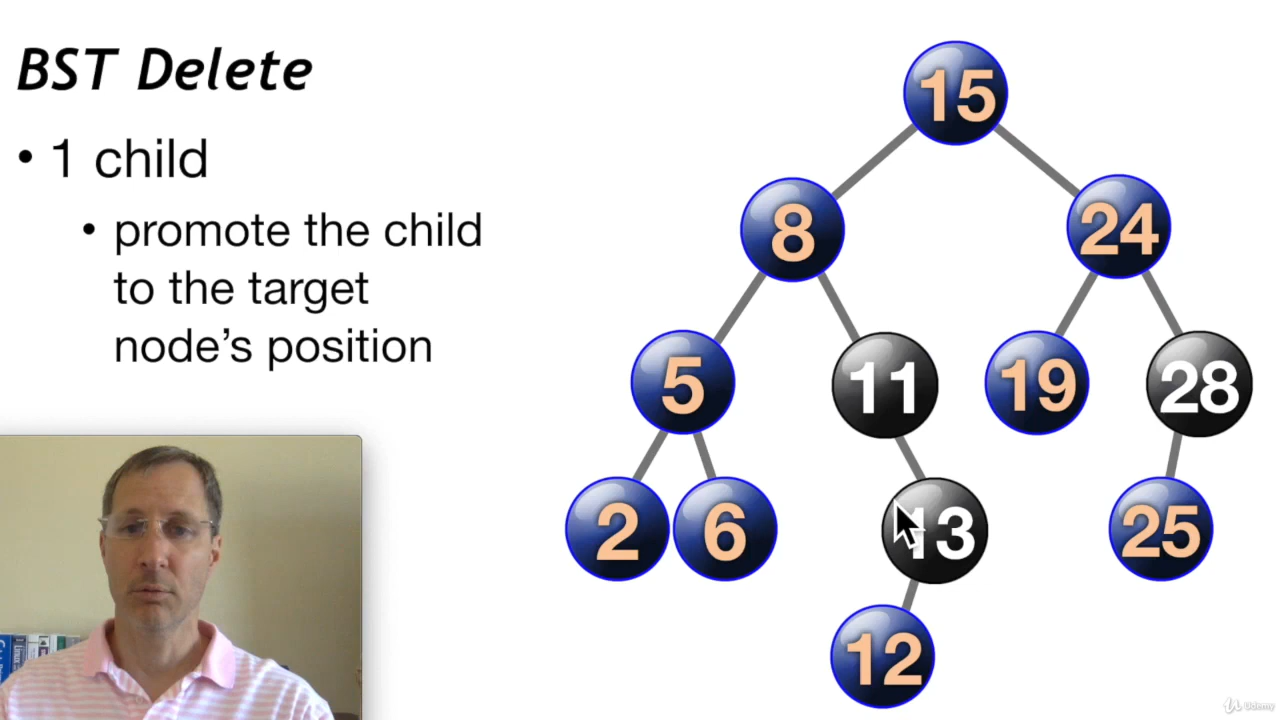 BST Delete
• 1 child
• promote the child
to the target
node's position
15
8
24
5
11
19
28
2
6
13
25
12
Udemy